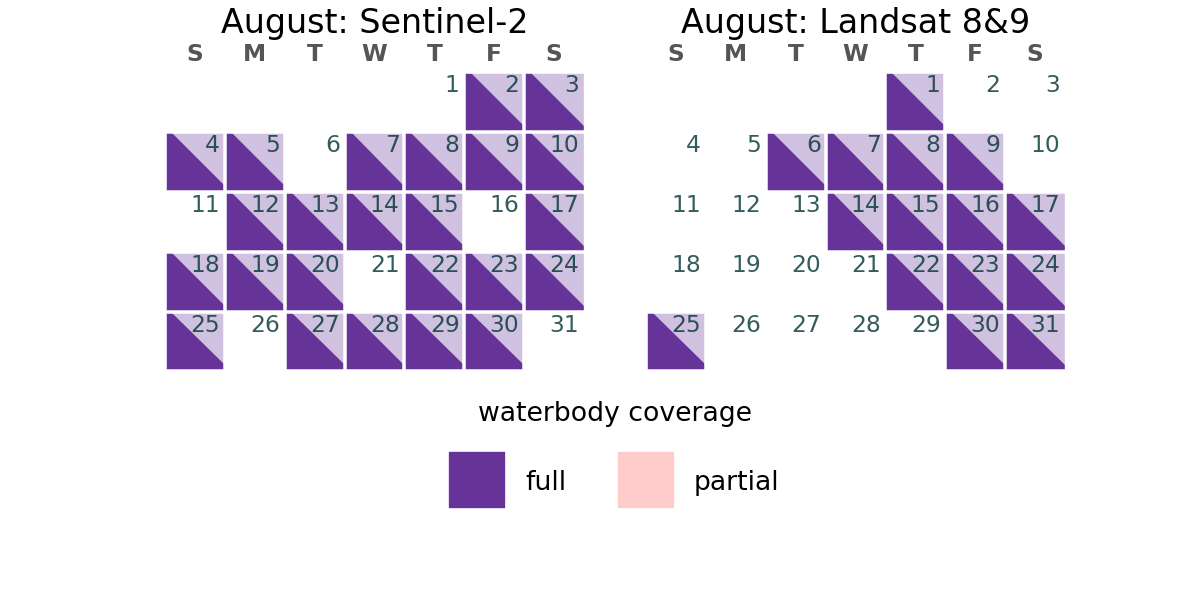 August: Sentinel-2
S M T W T F S
1 2 3
4 5 6 7 8 9 10
11 12 13 14 15 16 17
18 19 20 21 22 23 24
25 26 27 28 29 30 31
August: Landsat 8&9
S M T W T F S
1 2 3
4 5 6 7 8 9 10
11 12 13 14 15 16 17
18 19 20 21 22 23 24
25 26 27 28 29 30 31
waterbody coverage
full partial